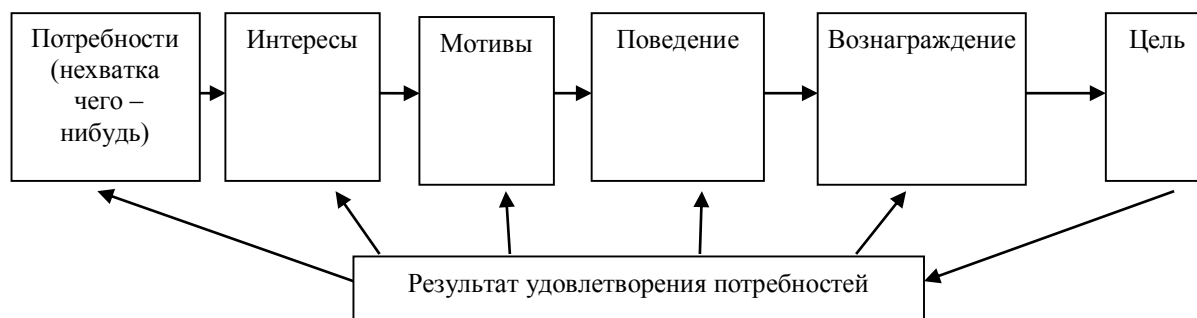 Потребности
(нехватка
чего –
нибудь)
Интересы
Мотивы
Поведение
Вознаграждение
Цель
Результат удовлетворения потребностей